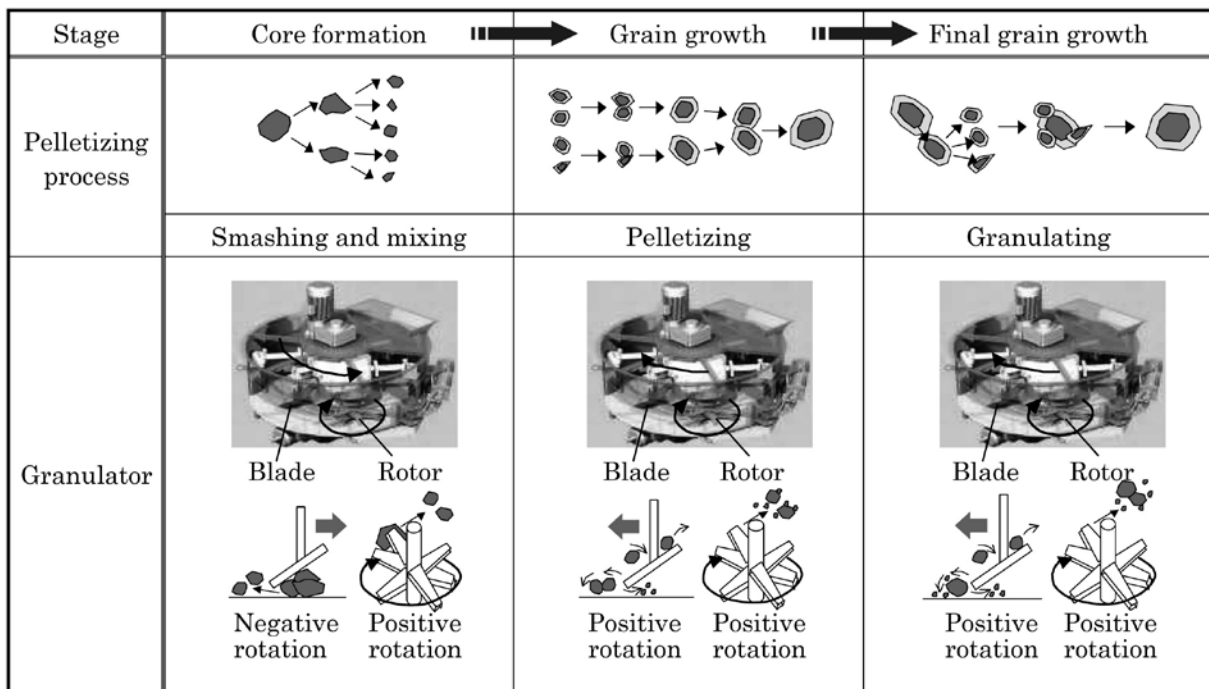 Stage
Core formation
Grain growth
Final grain growth
Pelletizing
process
Smashing and mixing
Pelletizing
Granulating
Granulator
Blade
Rotor
Blade
Rotor
Blade
Rotor
Negative
rotation
Positive
rotation
Positive
rotation
Positive
rotation
Positive
rotation
Positive
rotation